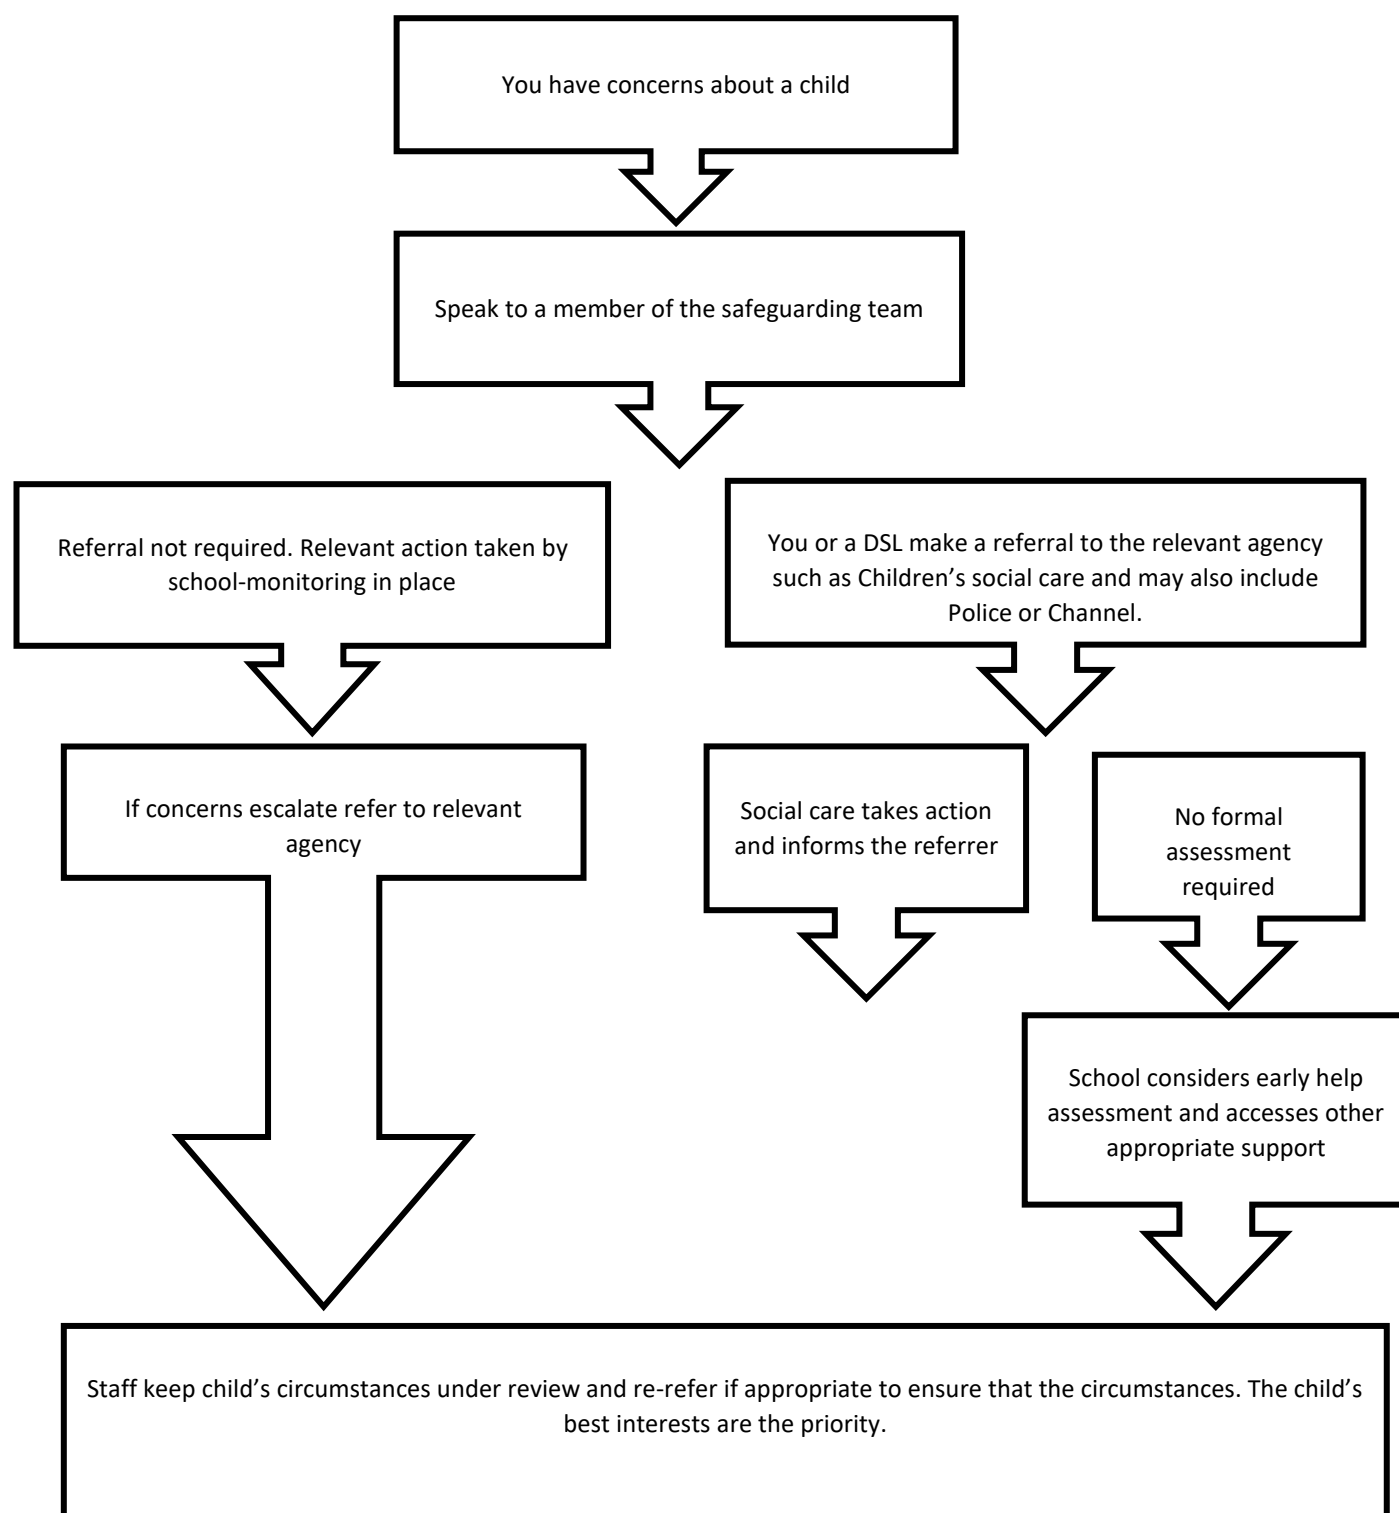 You have concerns about a child
Speak to a member of the safeguarding team
Referral not required. Relevant action taken by
school-monitoring in place
You or a DSL make a referral to the relevant agency
such as Children’s social care and may also include
Police or Channel.
If concerns escalate refer to relevant
agency
Social care takes action
and informs the referrer
No formal
assessment
required
School considers early help
assessment and accesses other
appropriate support
Staff keep child’s circumstances under review and re-refer if appropriate to ensure that the circumstances. The child’s
best interests are the priority.